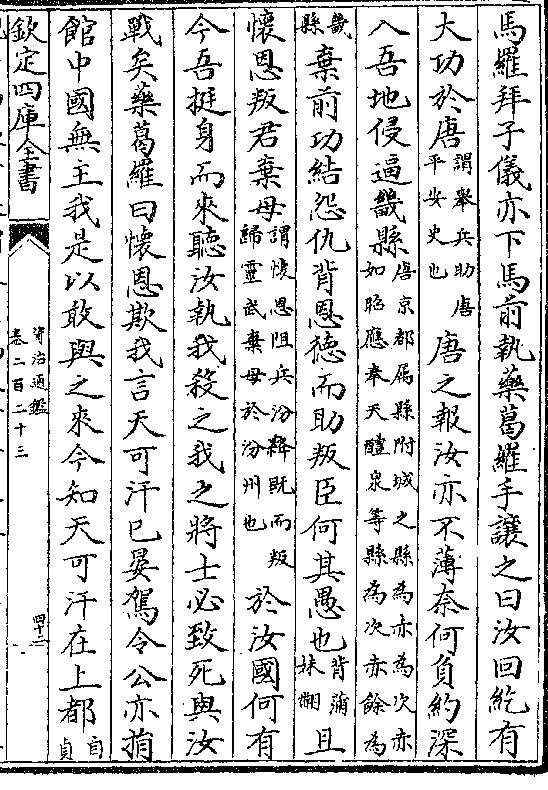 馬羅拜子儀亦下馬前執藥葛羅手讓之曰汝回紇有
大功於唐謂舉兵助唐平安史也唐之報汝亦不薄奈何負約深
入吾地侵逼畿縣唐京都屬縣附城之縣為赤為次赤如昭應奉天醴泉等縣為次赤餘為
畿縣棄前功結怨仇背恩德而助叛臣何其愚也背蒲妹翻且
懷恩叛君棄母謂懷恩阻兵汾絳既而叛歸靈武棄母於汾州也於汝國何有
今吾挺身而來聽汝執我殺之我之將士必致死與汝
戰矣藥葛羅曰懷恩欺我言天可汗已晏駕令公亦捐
館中國無主我是以敢與之來今知天可汗在上都自貞
欽定四庫全書
資治通鑑
卷二百二十三
四十二